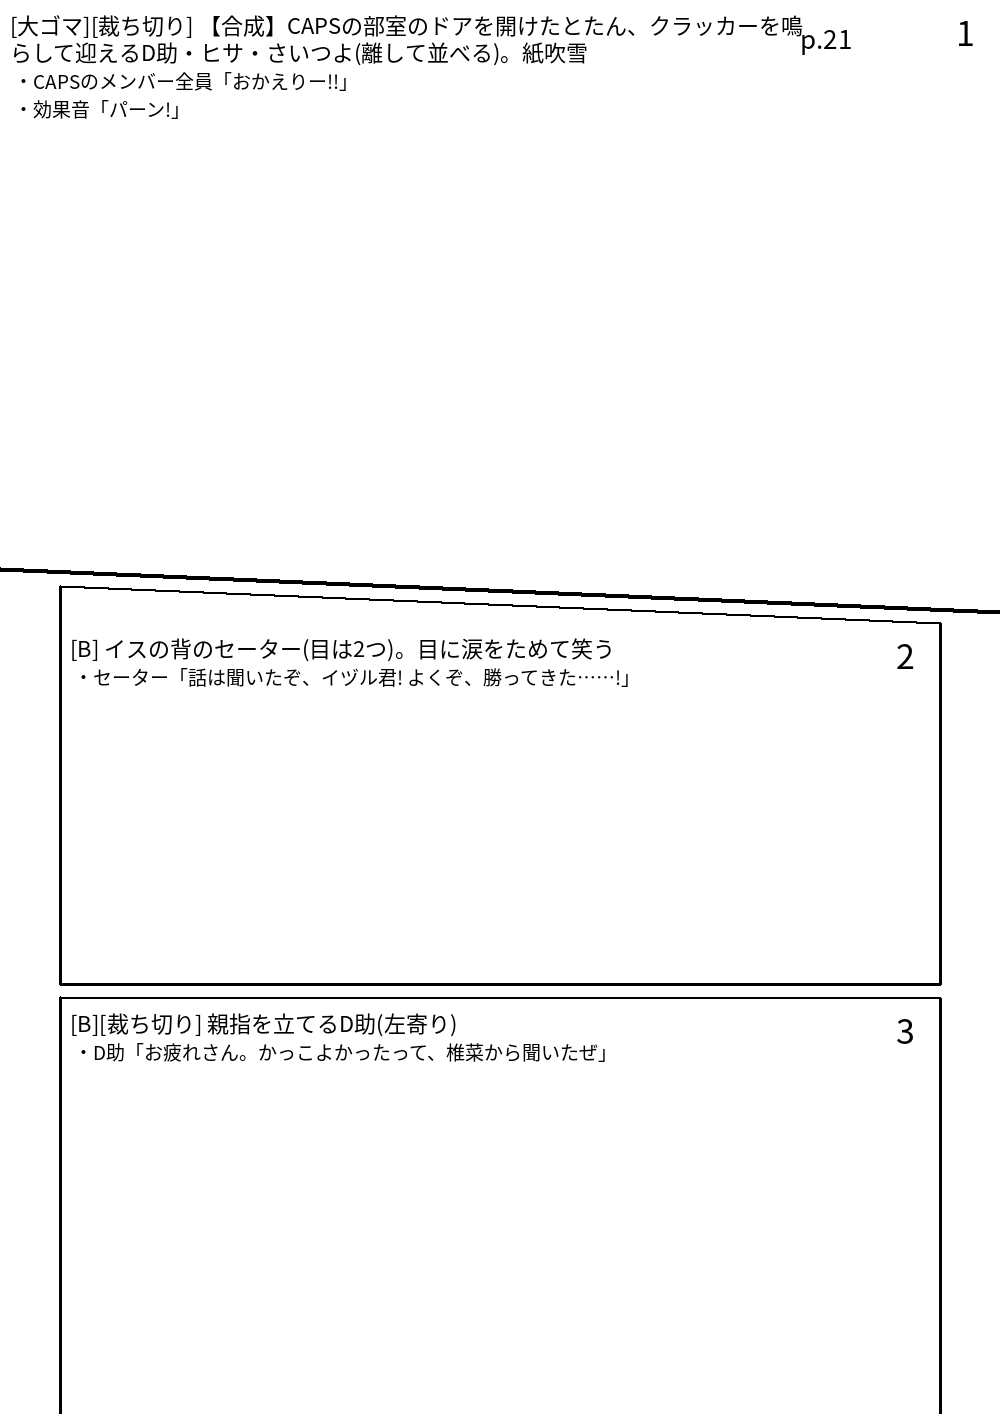 [大ゴマ][裁ち切り] 【合成】CAPSの部室のドアを開けたとたん、クラッカーを鳴
らして迎えるD助・ヒサ・さいつよ(離して並べる)。紙吹雪
・CAPSのメンバー全員「おかえりー!!」
・効果音「パーン!」
p.21
1
[B] イスの背のセーター(目は2つ)。目に涙をためて笑う
・セーター「話は聞いたぞ、イヅル君! よくぞ、勝ってきた……!」
2
[B][裁ち切り] 親指を立てるD助(左寄り)
・D助「お疲れさん。かっこよかったって、椎菜から聞いたぜ」
3